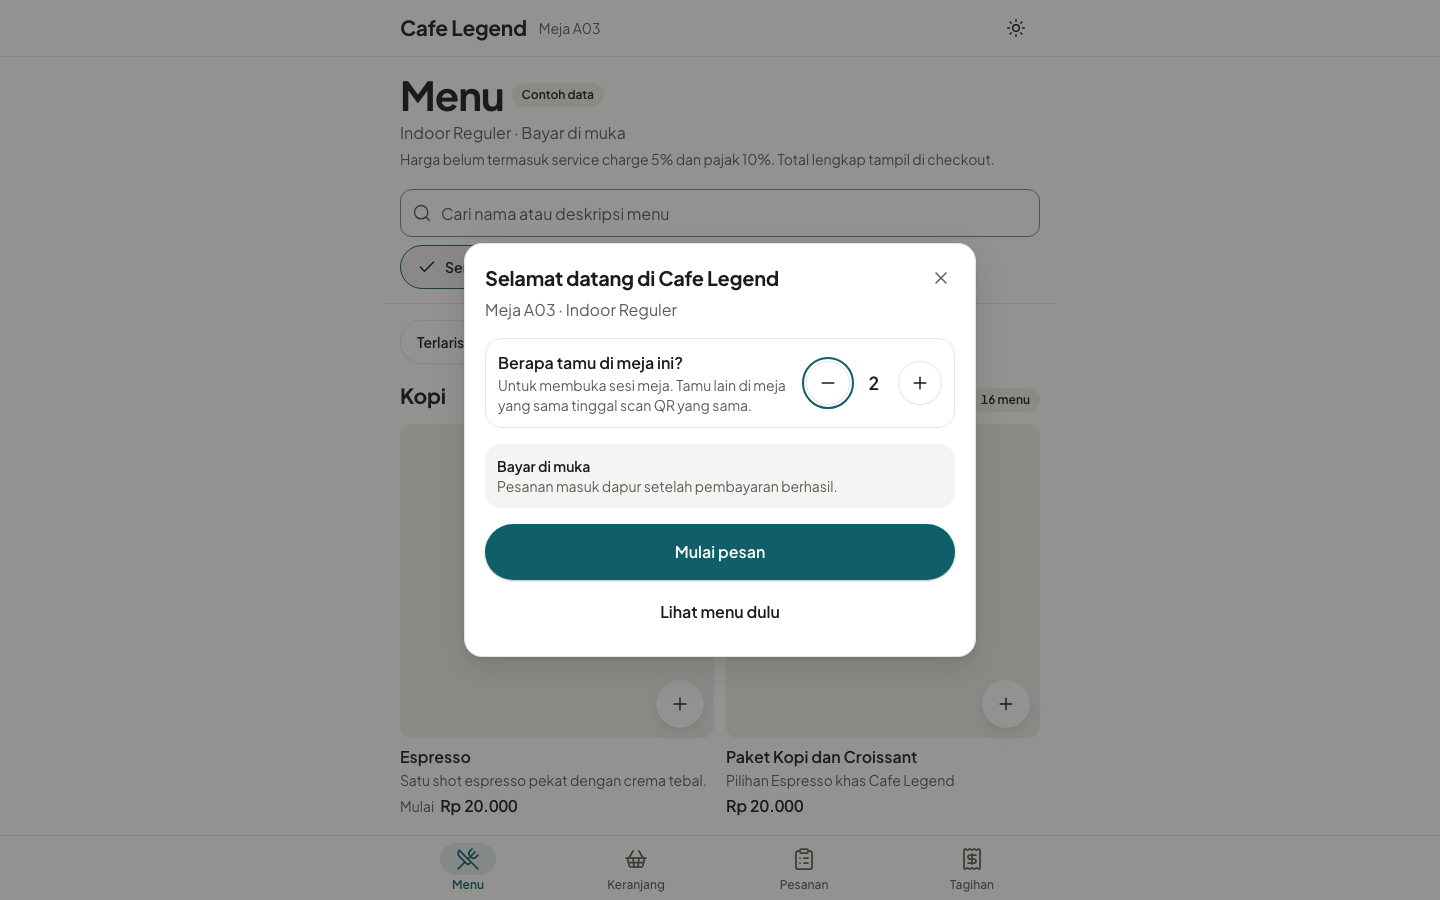 Cafe Legend Meja A03
Menu Contoh data
Indoor Reguler · Bayar di muka
Harga belum termasuk service charge 5% dan pajak 10%. Total lengkap tampil di checkout.
Cari nama atau deskripsi menu
Selamat datang di Cafe Legend
Meja A03 · Indoor Reguler
Berapa tamu di meja ini?
Untuk membuka sesi meja. Tamu lain di meja
yang sama tinggal scan QR yang sama.
2
Bayar di muka
Pesanan masuk dapur setelah pembayaran berhasil.
Mulai pesan
Lihat menu dulu
Terlaris
Kopi
16 menu
Espresso
Satu shot espresso pekat dengan crema tebal.
Mulai Rp 20.000
Paket Kopi dan Croissant
Pilihan Espresso khas Cafe Legend
Rp 20.000
Menu
Keranjang
Pesanan
Tagihan